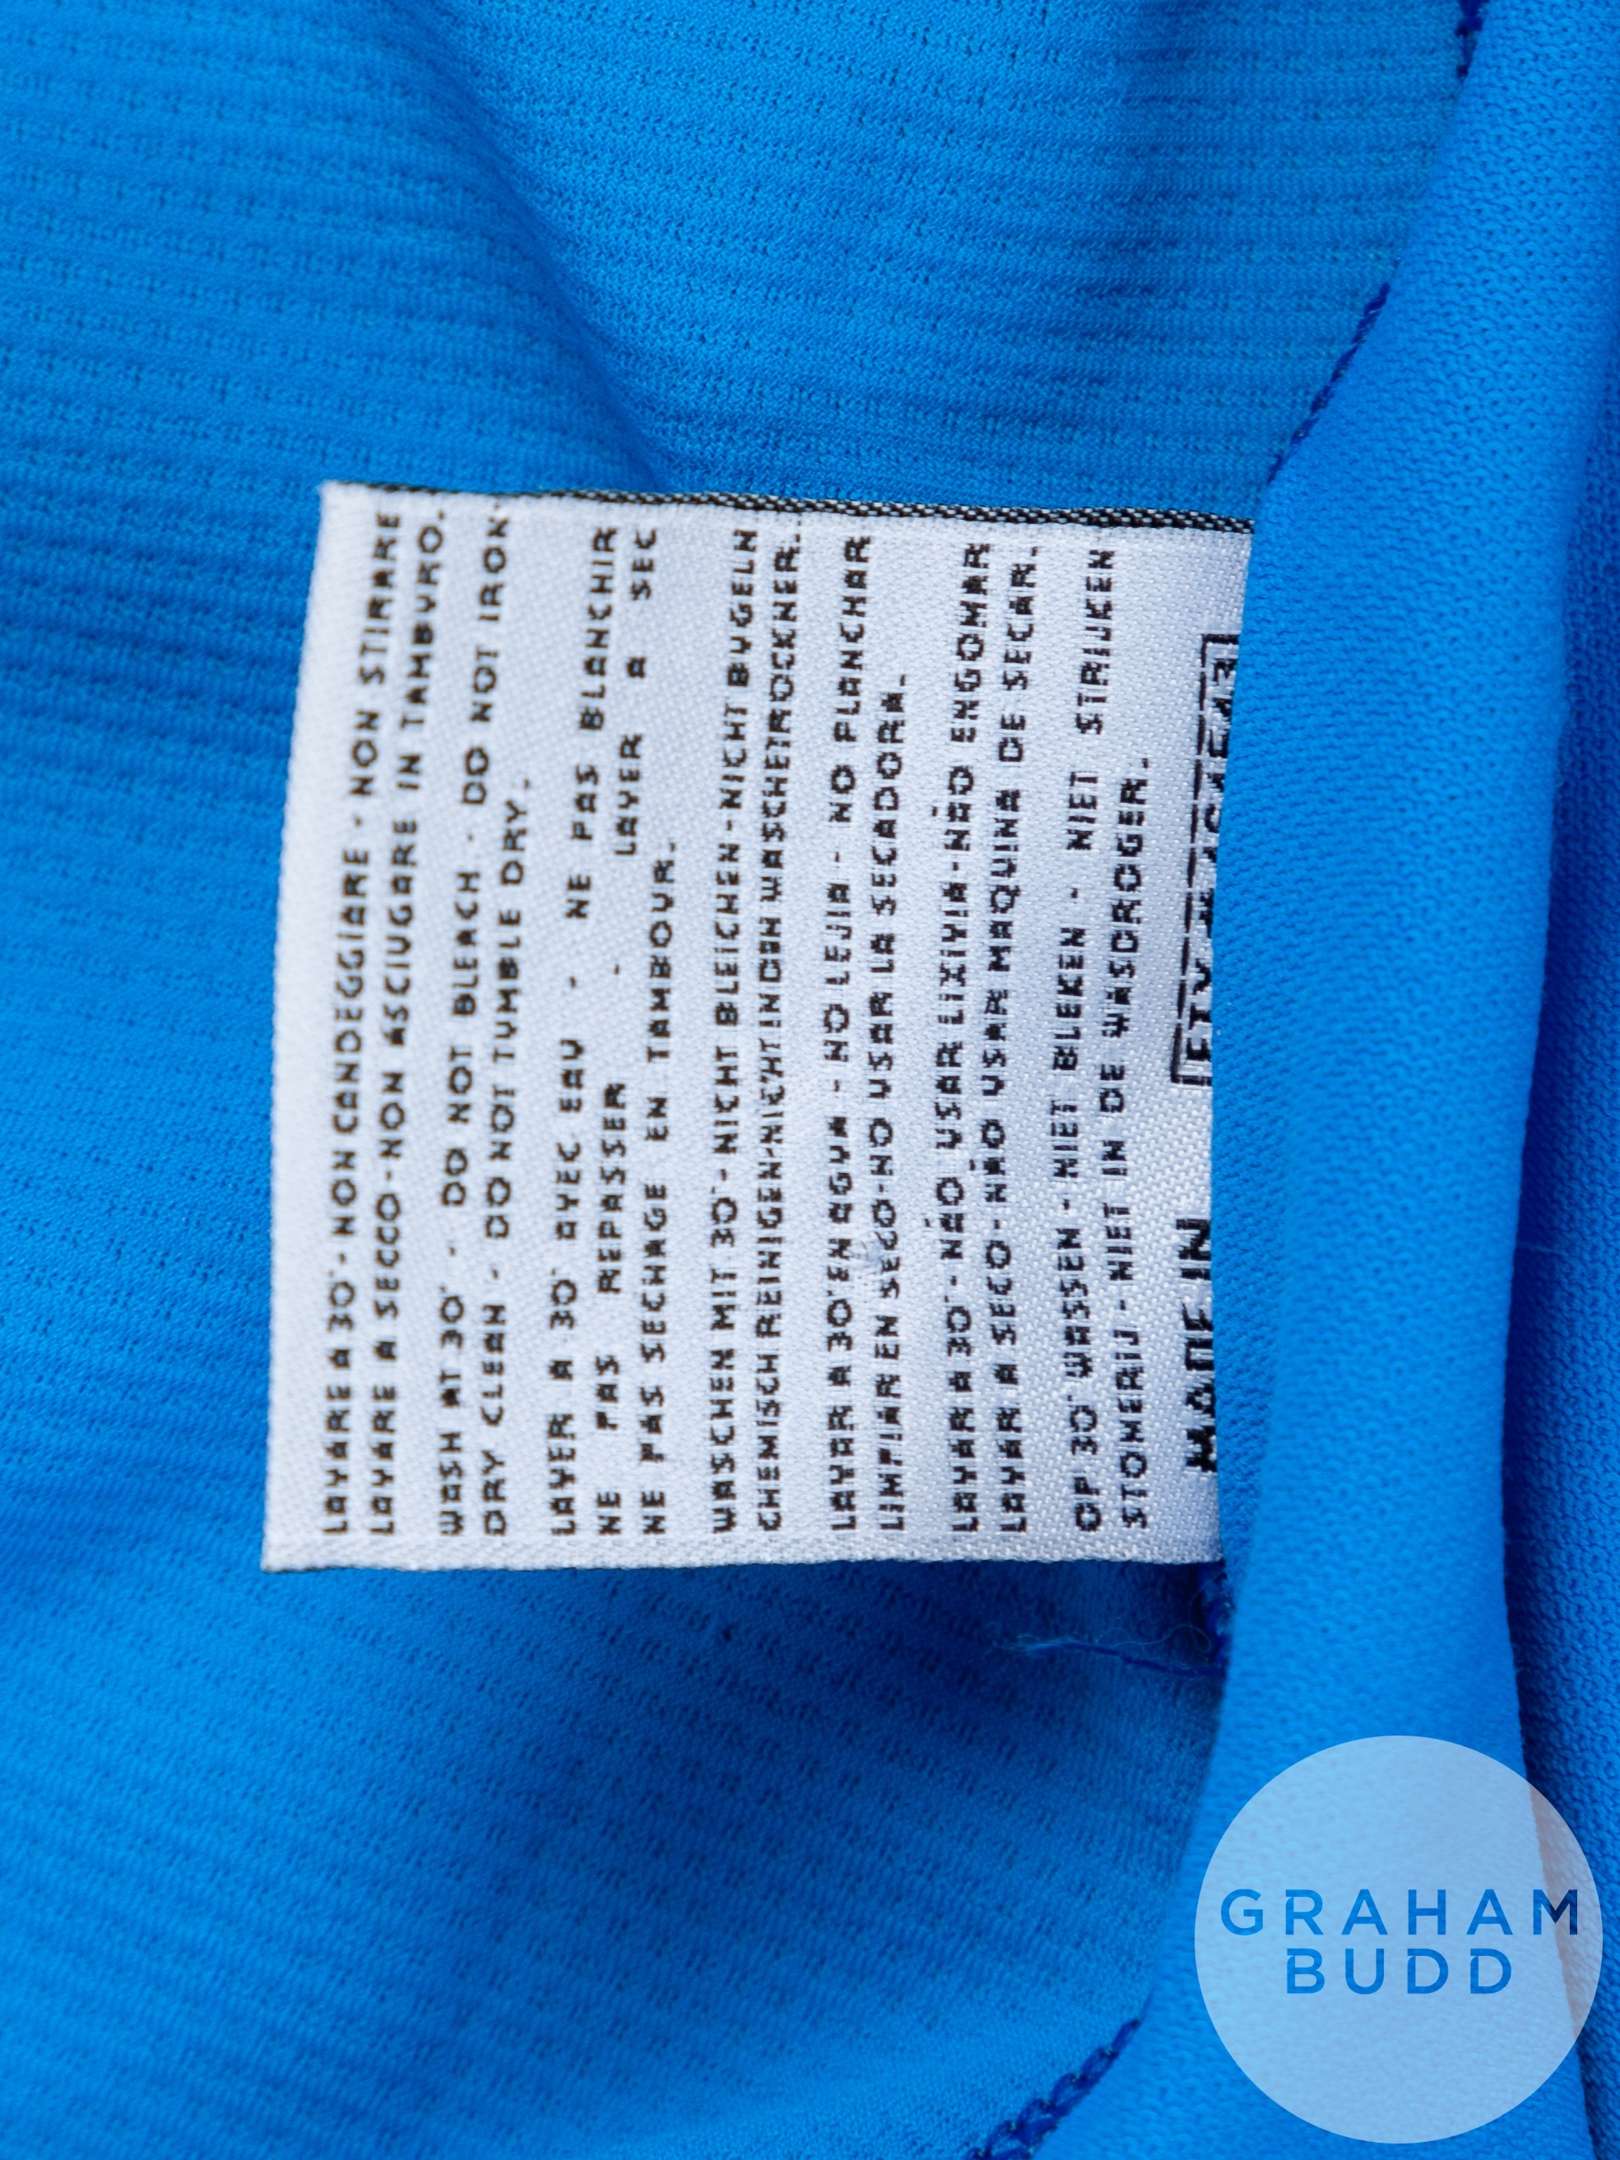 LAVARE A 30° - NON CANDEGGIARE - NON STIRARE
LAVARE A SECCO - NON ASCIUGARE IN TAMBURO.
WASH AT 30° - DO NOT BLEACH - DO NOT IRON
DRY CLEAN - DO NOT TUMBLE DRY.
LAVER A 30° AVEC EAU - NE PAS BLANCHIR
NE PAS REPASSER - LAVER A SEC
NE PAS SECHAGE EN TAMBOUR.
WASCHEN MIT 30° - NICHT BLEICHEN - NICHT BUGELN
CHEMISCH REINIGEN - NICHT IN DEN WASCHETROCKNER.
LAVAR A 30° EN AGUA - NO LEJIA - NO PLANCHAR
LIMPIAR EN SECO - NO USAR LA SECADORA.
LAVAR A 30° - NÃO USAR LIXIVIA - NÃO ENGOMAR
LAVAR A SECO - NÃO USAR MAQUINA DE SECAR.
OP 30° WASSEN - NIET BLEKEN - NIET STRIJKEN
STOMERIJ - NIET IN DE WASDROGER.
MADE IN
GRAHAM
BUDD